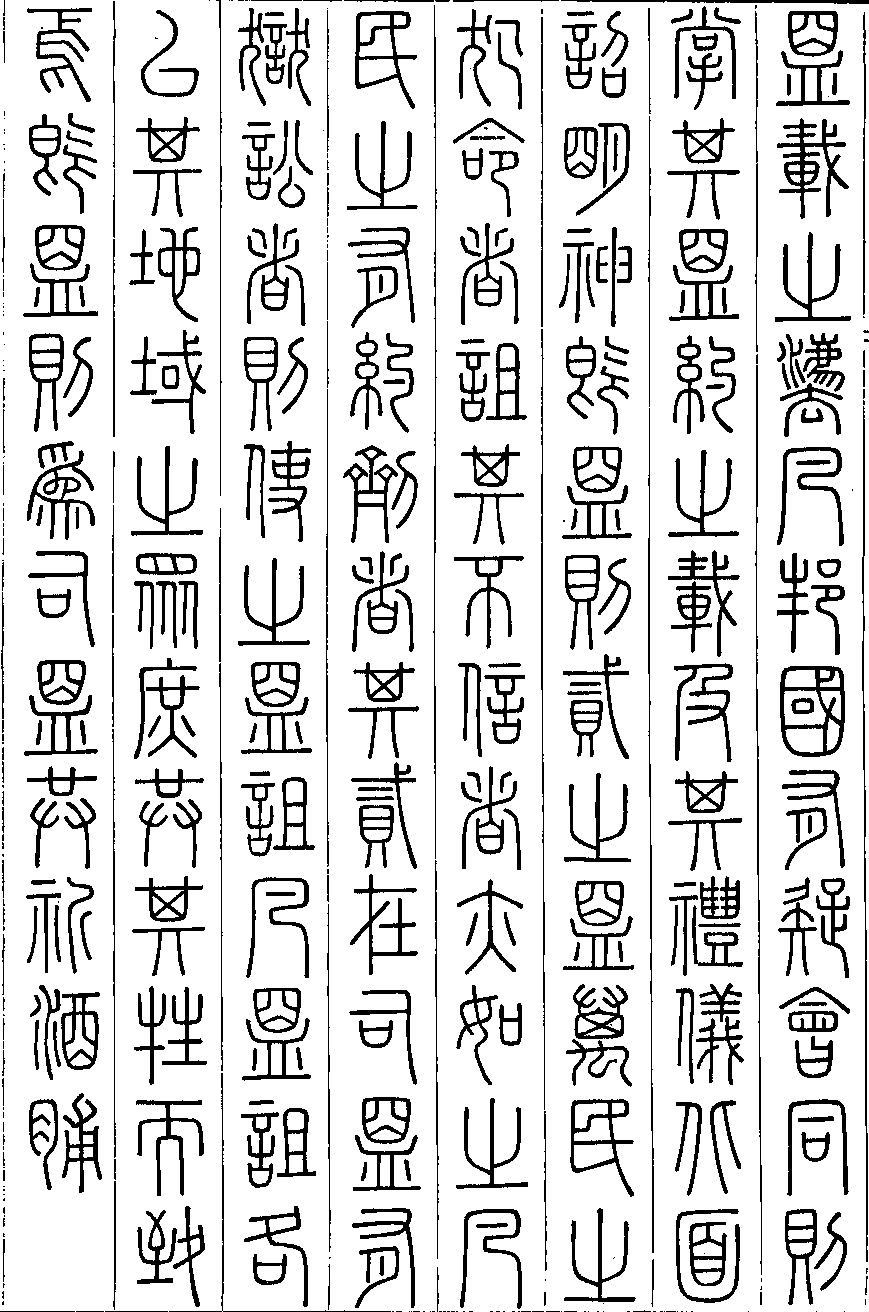 盟載之灋凡邦國有疑會同則
掌其盟約之載及其禮儀北面
詔明神既盟則貳之盟萬民之
犯命者詛其不信者亦如之凡
民之有約劑者其貳在司盟有
獄訟者則使之盟詛凡盟詛各
以其地域之眾庶共其牲而致
焉既盟則為司盟共祈酒脯